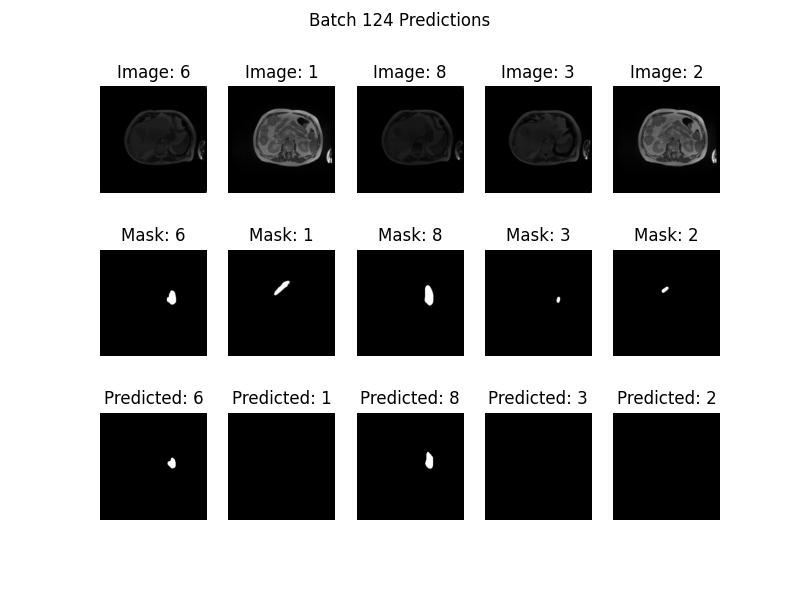 Batch 124 Predictions
Image: 6 Image: 1 Image: 8 Image: 3 Image: 2
Mask: 6 Mask: 1 Mask: 8 Mask: 3 Mask: 2
Predicted: 6 Predicted: 1 Predicted: 8 Predicted: 3 Predicted: 2